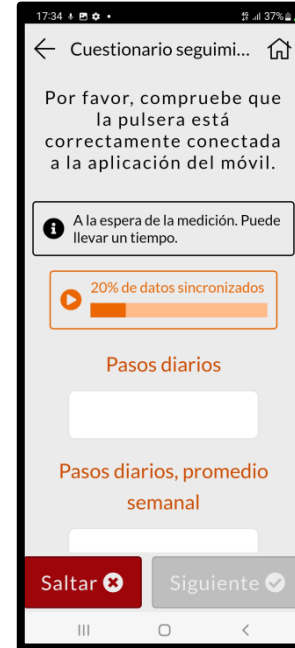 17:34
37%
Cuestionario seguimi...
Por favor, compruebe que
la pulsera está
correctamente conectada
a la aplicación del móvil.
A la espera de la medición. Puede
llevar un tiempo.
20% de datos sincronizados
Pasos diarios
Pasos diarios, promedio
semanal
Saltar
Siguiente